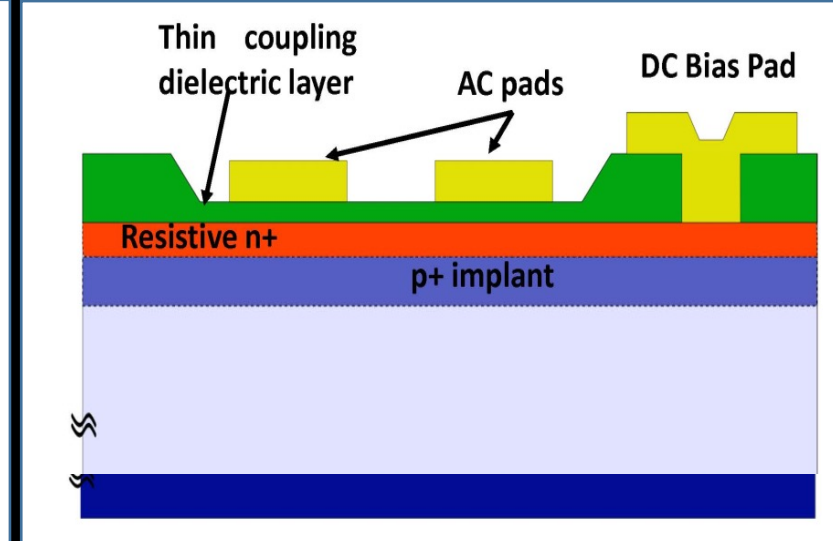 Thin coupling
dielectric layer
AC pads
DC Bias Pad
Resistive n+
p+ implant